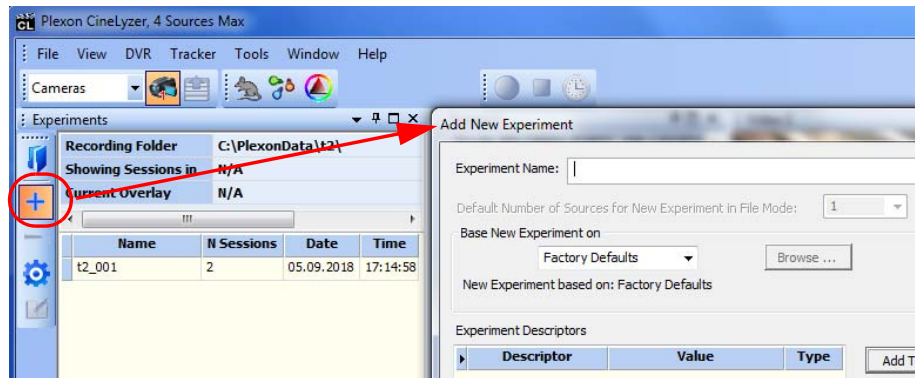 Plexon CineLyzer, 4 Sources Max
File View DVR Tracker Tools Window Help
Cameras
Experiments
Recording Folder C:\PlexonData\t2\
Showing Sessions in N/A
Current Overlay N/A
Name N Sessions Date Time
t2_001 2 05.09.2018 17:14:58
Add New Experiment
Experiment Name:
Default Number of Sources for New Experiment in File Mode: 1
Base New Experiment on
Factory Defaults Browse ...
New Experiment based on: Factory Defaults
Experiment Descriptors
Descriptor Value Type Add T